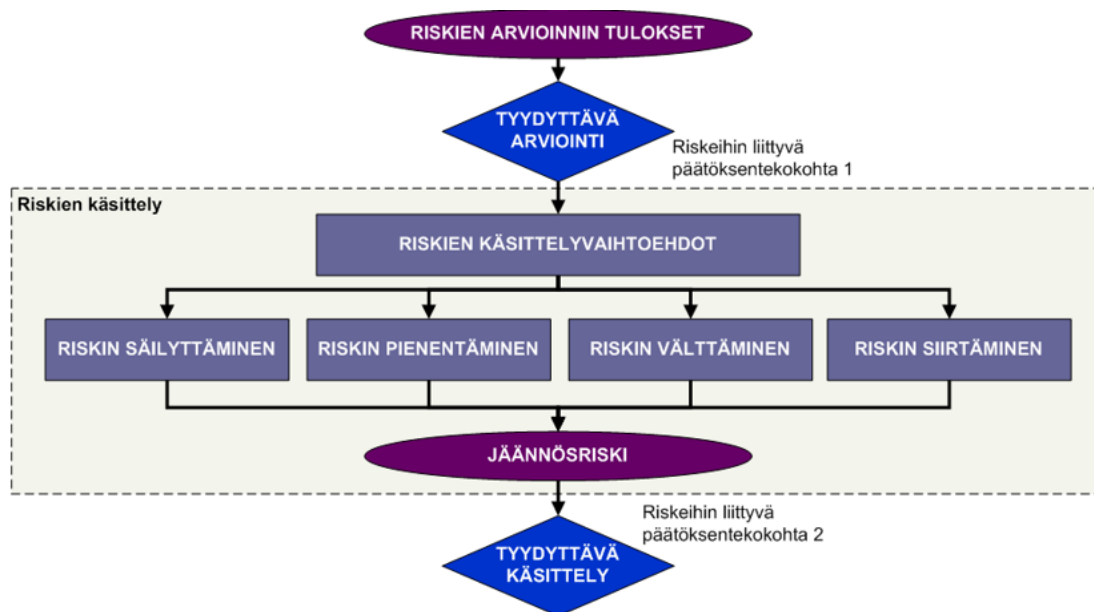 RISKIEN ARVIOINNIN TULOKSET
TYYDYTTÄVÄ
ARVIOINTI
Riskeihin liittyvä
päätöksentekokohta 1
Riskien käsittely
RISKIEN KÄSITTELYVAIHTOEHDOT
RISKIN SÄILYTTÄMINEN
RISKIN PIENENTÄMINEN
RISKIN VÄLTTÄMINEN
RISKIN SIIRTÄMINEN
JÄÄNNÖSRISKI
Riskeihin liittyvä
päätöksentekokohta 2
TYYDYTTÄVÄ
KÄSITTELY